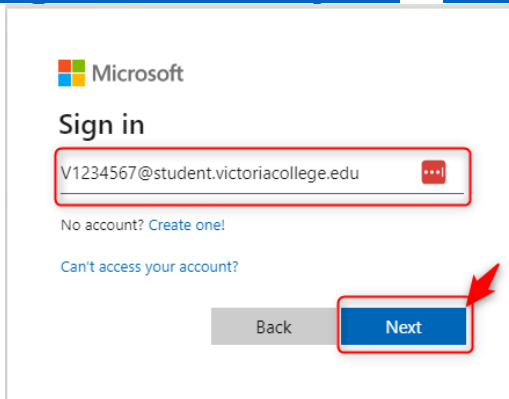 Microsoft
Sign in
V1234567@student.victoriacollege.edu
No account? Create one!
Can't access your account?
Back Next